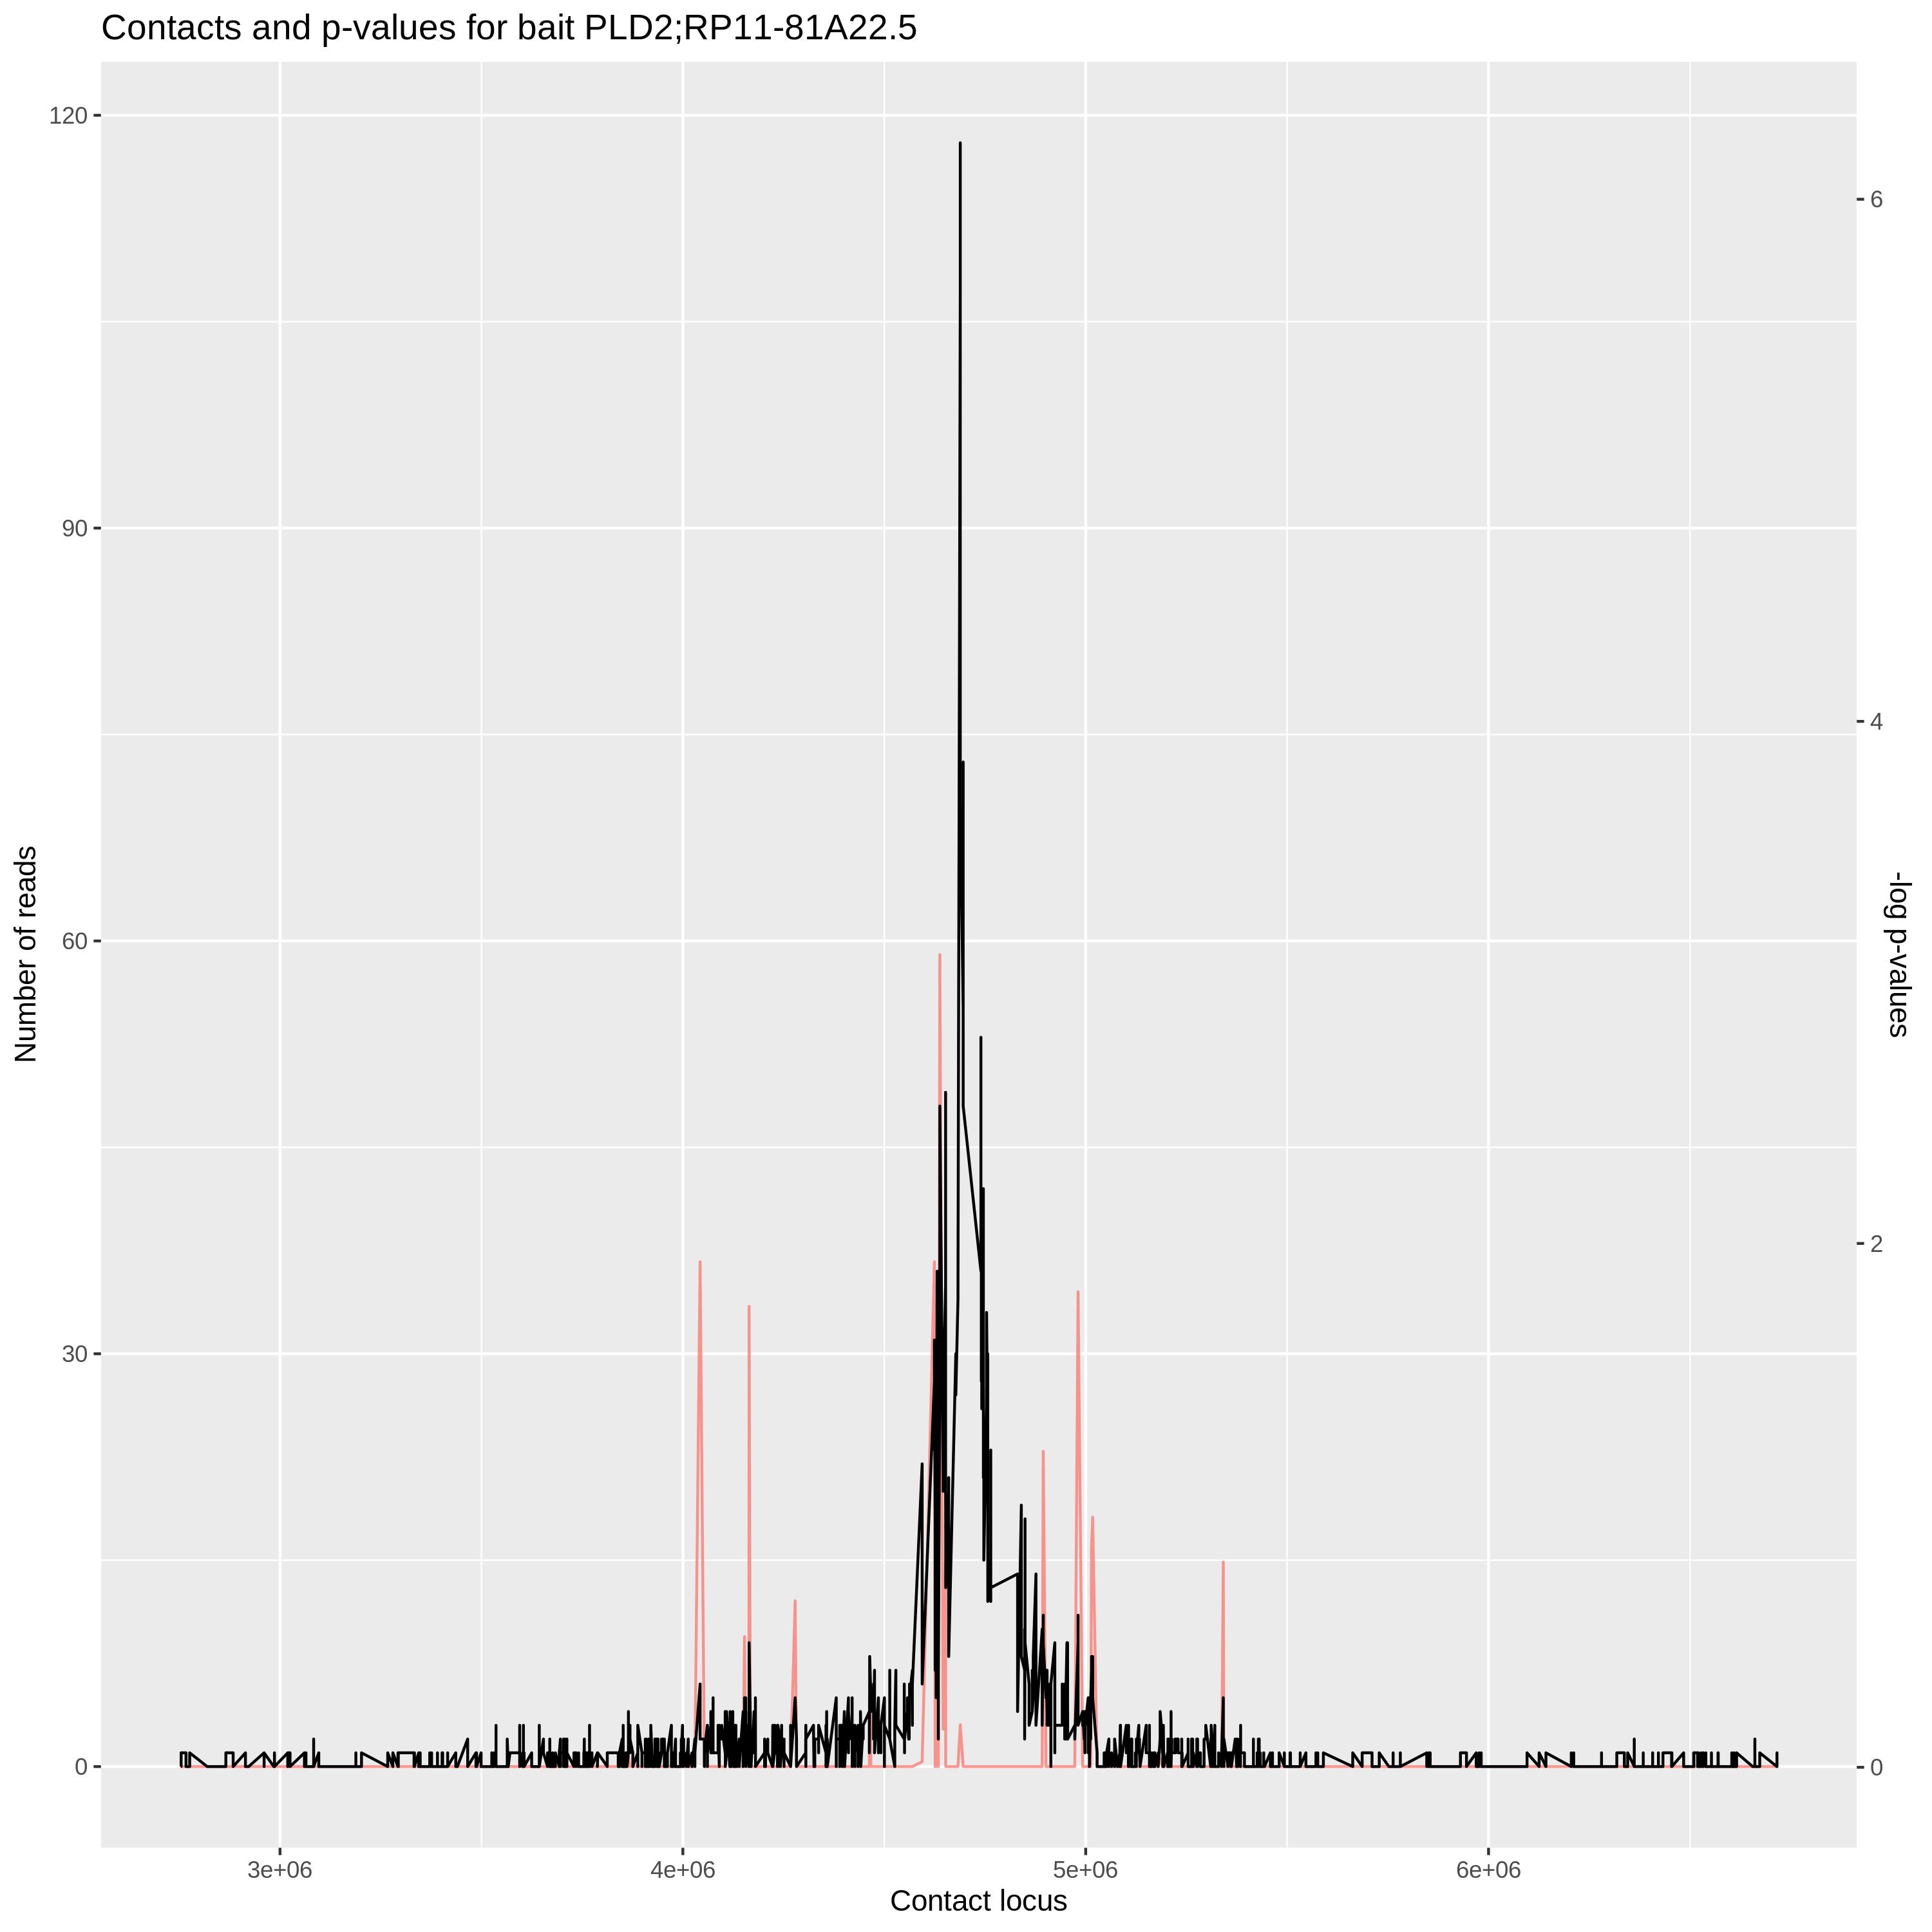 Contacts and p-values for bait PLD2;RP11-81A22.5
120
90
60
30
0
6
4
2
0
Number of reads
-log p-values
3e+06
4e+06
5e+06
6e+06
Contact locus